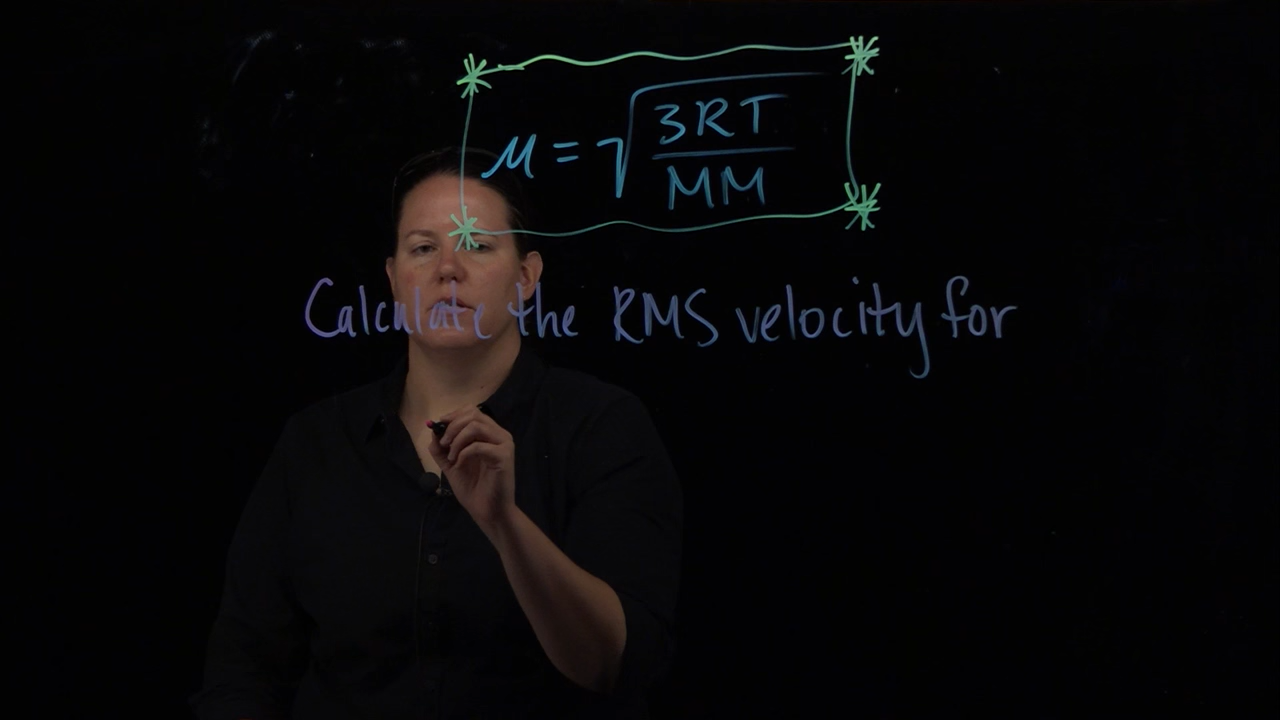 μ = √(3RT/MM)
Calculate the RMS velocity for